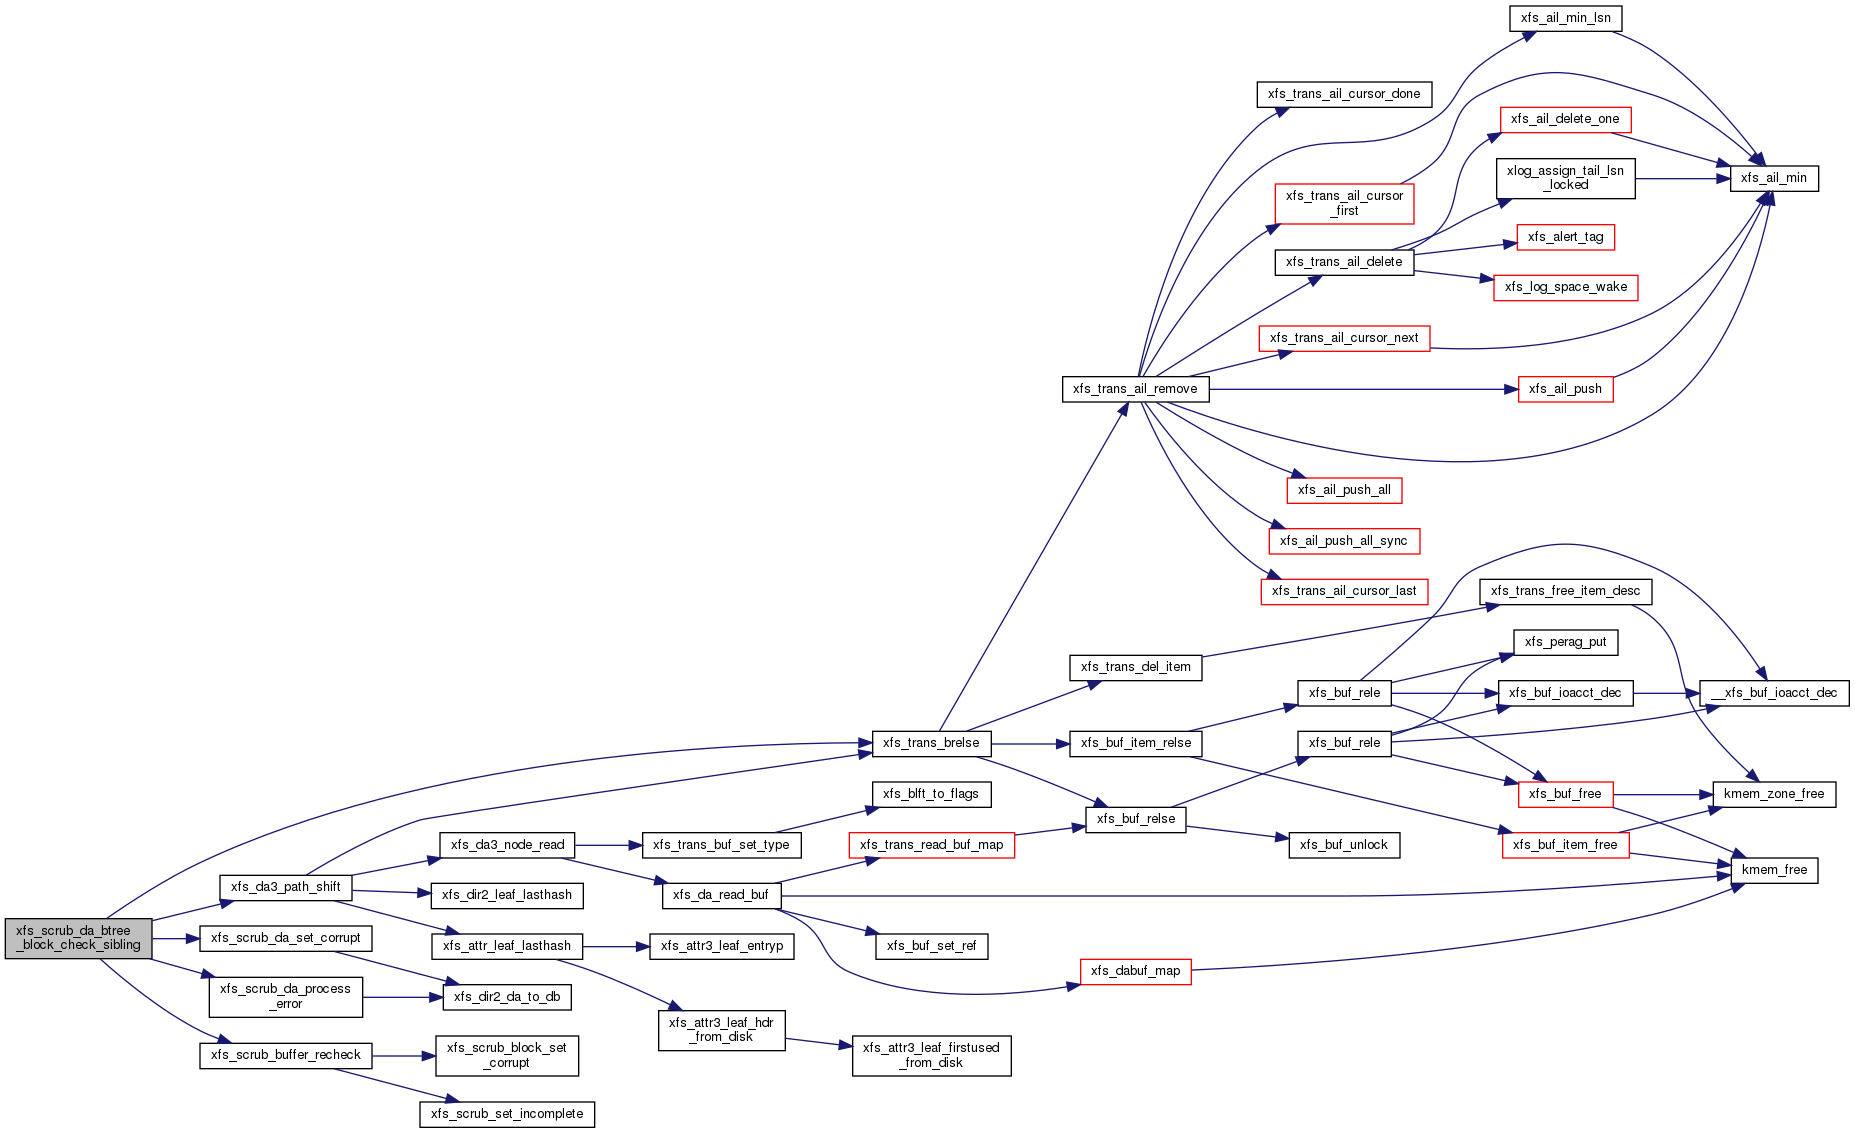 xfs_ail_min_lsn
xfs_trans_ail_cursor_done
xfs_ail_delete_one
xlog_assign_tail_lsn
_locked
xfs_ail_min
xfs_trans_ail_cursor
_first
xfs_alert_tag
xfs_trans_ail_delete
xfs_log_space_wake
xfs_trans_ail_cursor_next
xfs_trans_ail_remove
xfs_ail_push
xfs_ail_push_all
xfs_ail_push_all_sync
xfs_trans_ail_cursor_last
xfs_trans_free_item_desc
xfs_perag_put
xfs_trans_del_item
xfs_buf_rele
xfs_buf_ioacct_dec
__xfs_buf_ioacct_dec
xfs_trans_brelse
xfs_buf_item_relse
xfs_buf_rele
xfs_blft_to_flags
xfs_buf_free
kmem_zone_free
xfs_buf_relse
xfs_da3_node_read
xfs_trans_buf_set_type
xfs_trans_read_buf_map
xfs_buf_unlock
xfs_buf_item_free
kmem_free
xfs_da3_path_shift
xfs_dir2_leaf_lasthash
xfs_da_read_buf
xfs_scrub_da_btree
_block_check_sibling
xfs_scrub_da_set_corrupt
xfs_attr_leaf_lasthash
xfs_attr3_leaf_entryp
xfs_buf_set_ref
xfs_dabuf_map
xfs_scrub_da_process
_error
xfs_dir2_da_to_db
xfs_attr3_leaf_hdr
_from_disk
xfs_scrub_buffer_recheck
xfs_scrub_block_set
_corrupt
xfs_attr3_leaf_firstused
_from_disk
xfs_scrub_set_incomplete